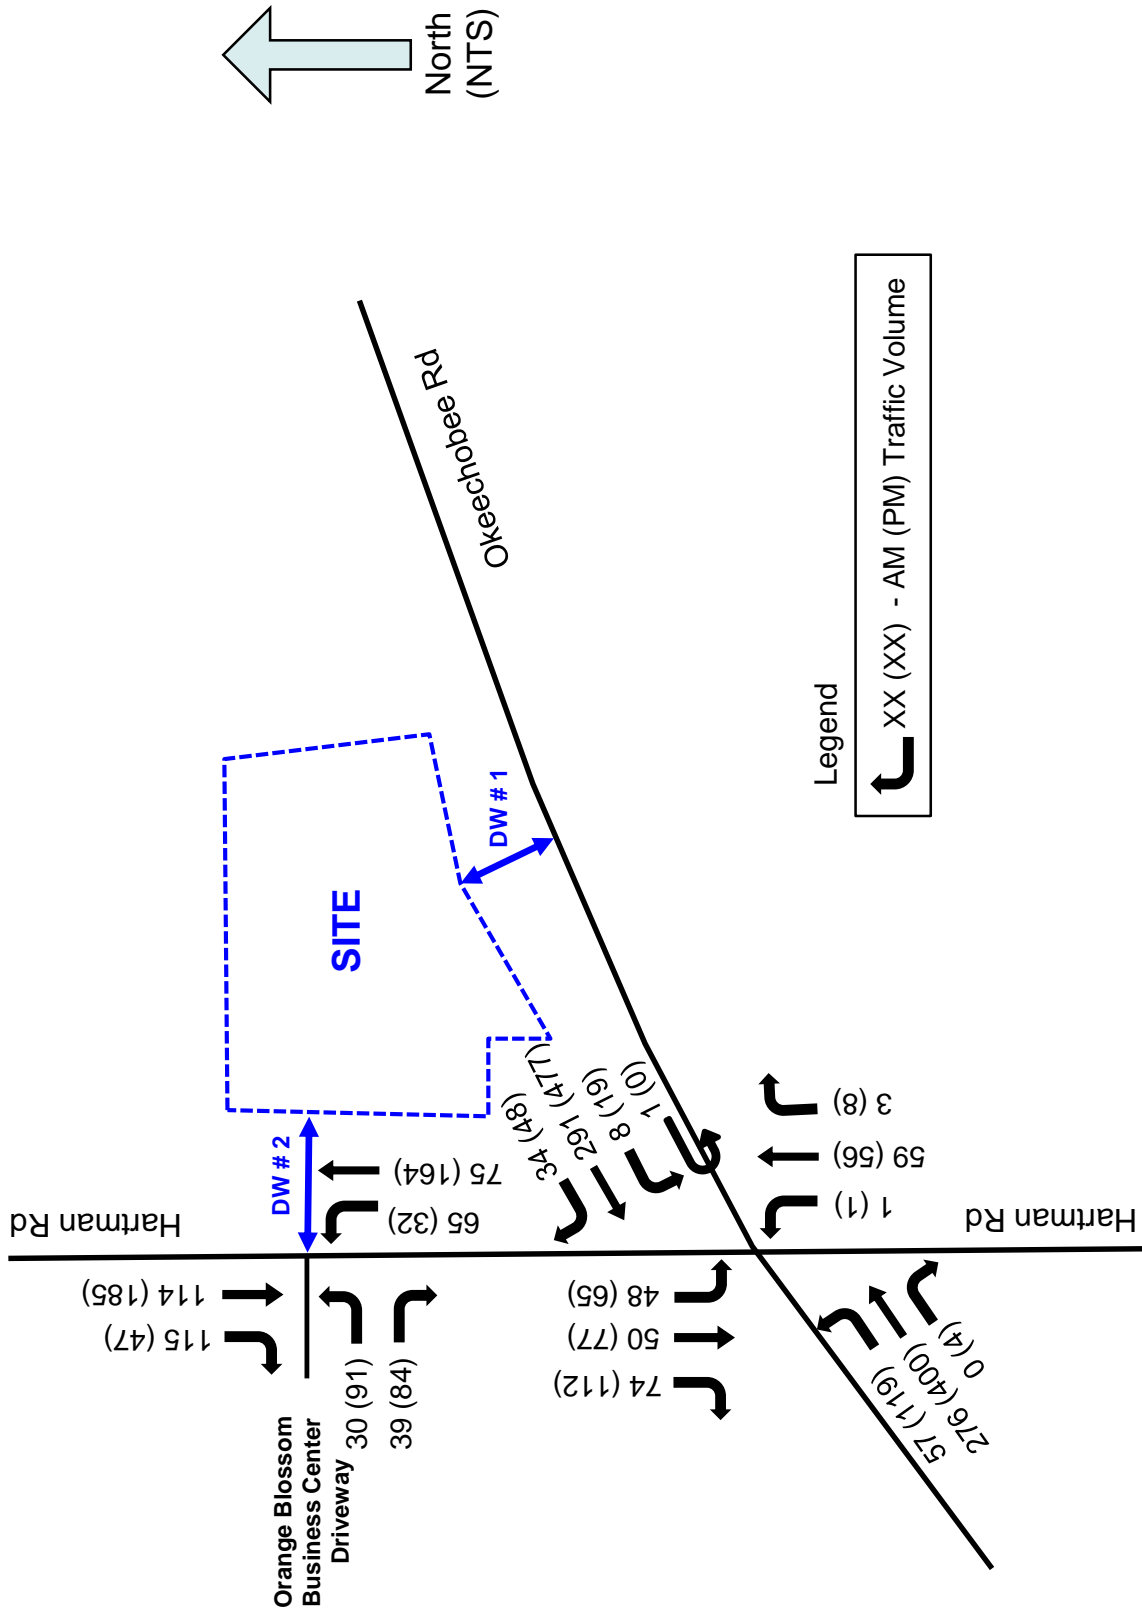 North
(NTS)
Okeechobee Rd
SITE
DW # 1
DW # 2
Hartman Rd
114 (185)
115 (47)
75 (164)
65 (32)
Orange Blossom
Business Center
Driveway
30 (91)
39 (84)
34 (48)
291 (477)
8 (19)
1 (0)
48 (65)
50 (77)
74 (112)
3 (8)
59 (56)
1 (1)
57 (119)
276 (400)
0 (4)
Hartman Rd
Legend
XX (XX) - AM (PM) Traffic Volume